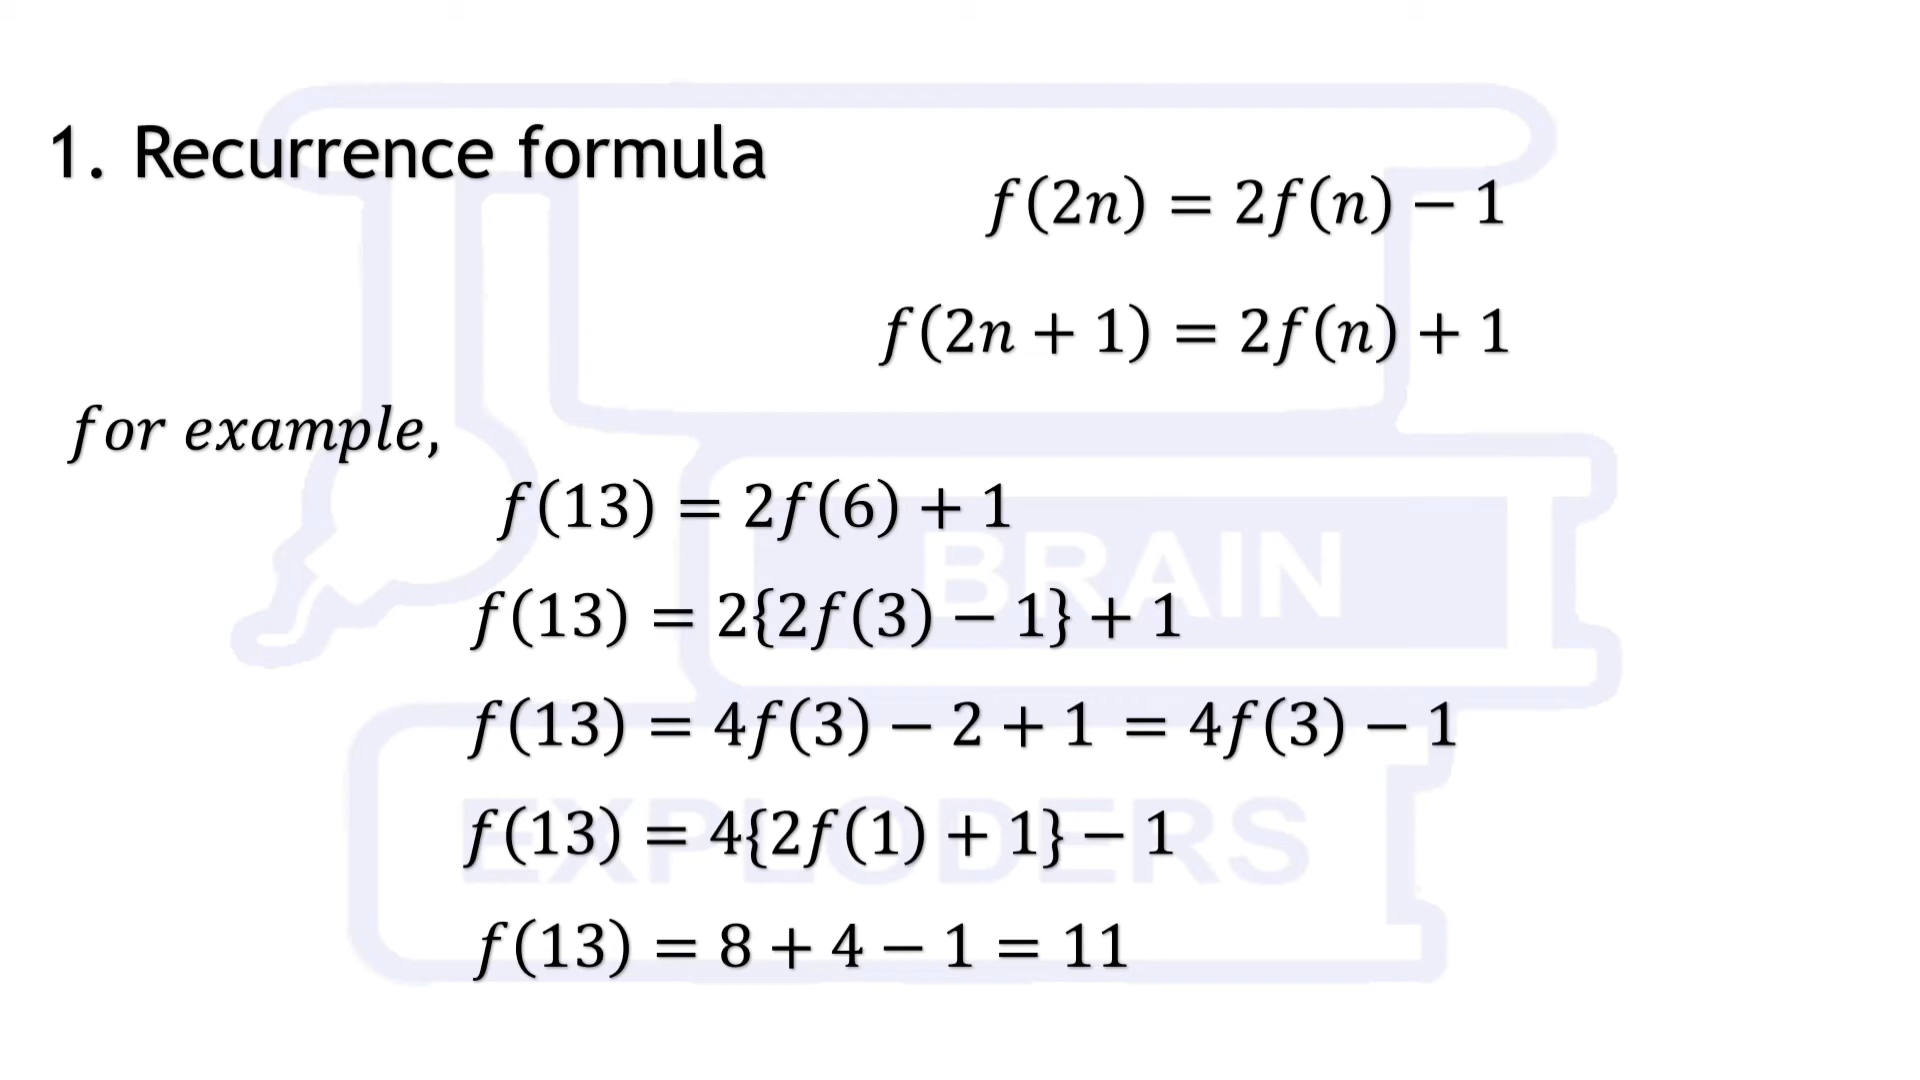 1. Recurrence formula
f(2n) = 2f(n) − 1
f(2n + 1) = 2f(n) + 1
for example,
f(13) = 2f(6) + 1
f(13) = 2{2f(3) − 1} + 1
f(13) = 4f(3) − 2 + 1 = 4f(3) − 1
f(13) = 4{2f(1) + 1} − 1
f(13) = 8 + 4 − 1 = 11
BRAIN
EXPLODERS